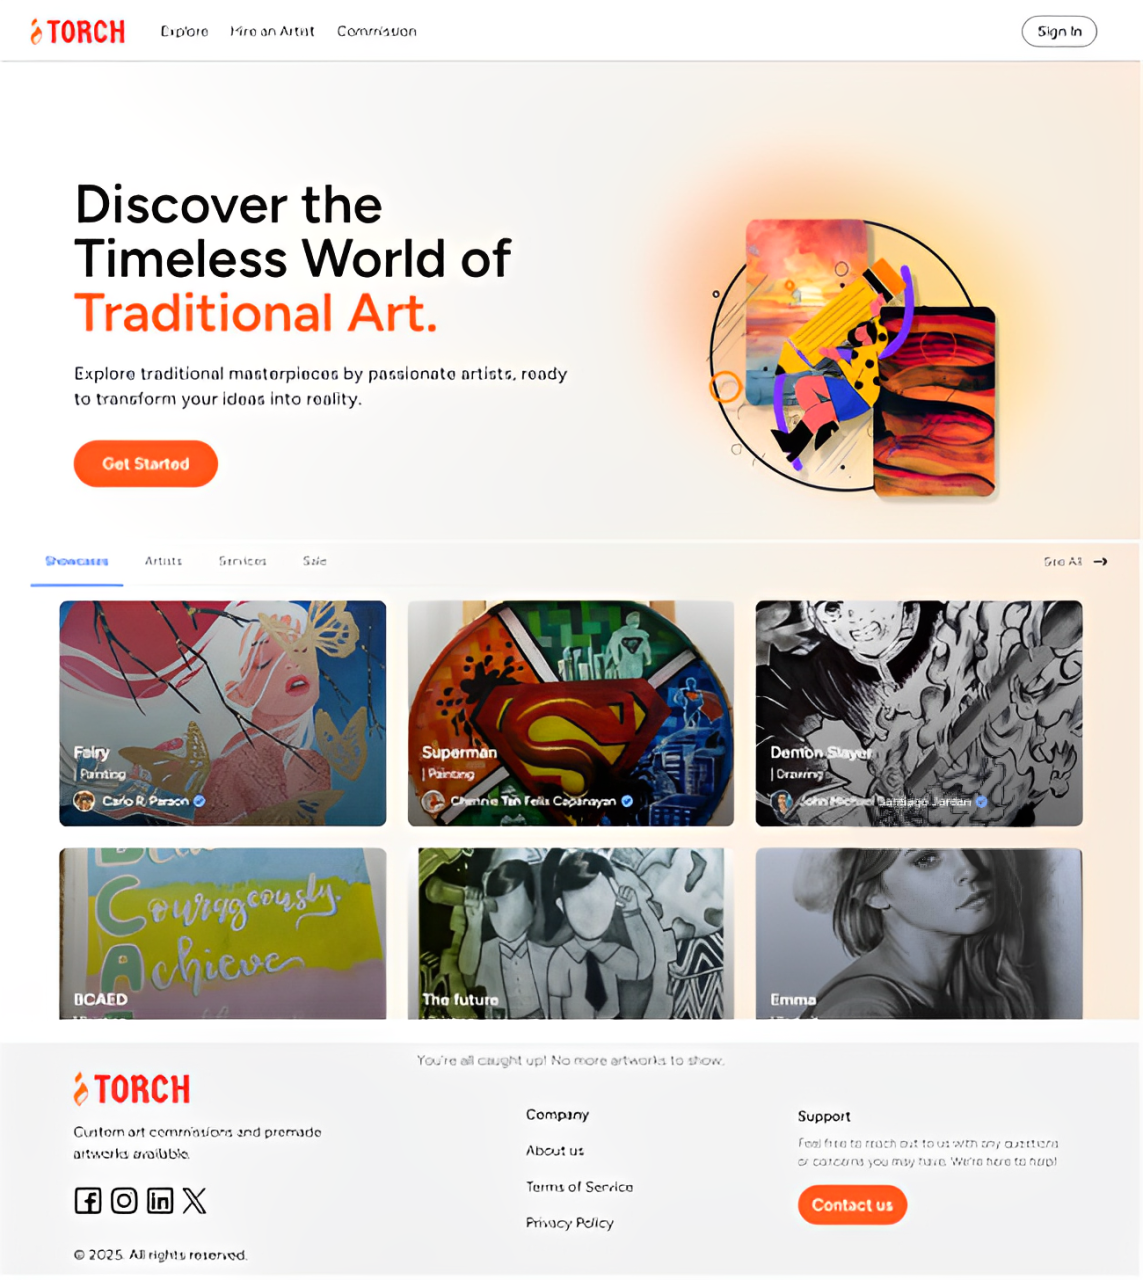 TORCH
Explore Hire an Artist Commission
Sign In
Discover the
Timeless World of
Traditional Art.
Explore traditional masterpieces by passionate artists, ready
to transform your ideas into reality.
Get Started
Showcases Artists Services Sale
See All →
Fairy
| Painting
Carlo R. Parson
Superman
| Painting
Cherrnie Tan Felix Capanayan
Demon Slayer
| Drawing
John Michael Santiago Jordan
Courageously.
Achieve
BCAED
The future
Emma
You're all caught up! No more artworks to show.
TORCH
Custom art commissions and premade
artworks available.
© 2025. All rights reserved.
Company
About us
Terms of Service
Privacy Policy
Support
Feel free to reach out to us with any questions
or concerns you may have. We're here to help!
Contact us